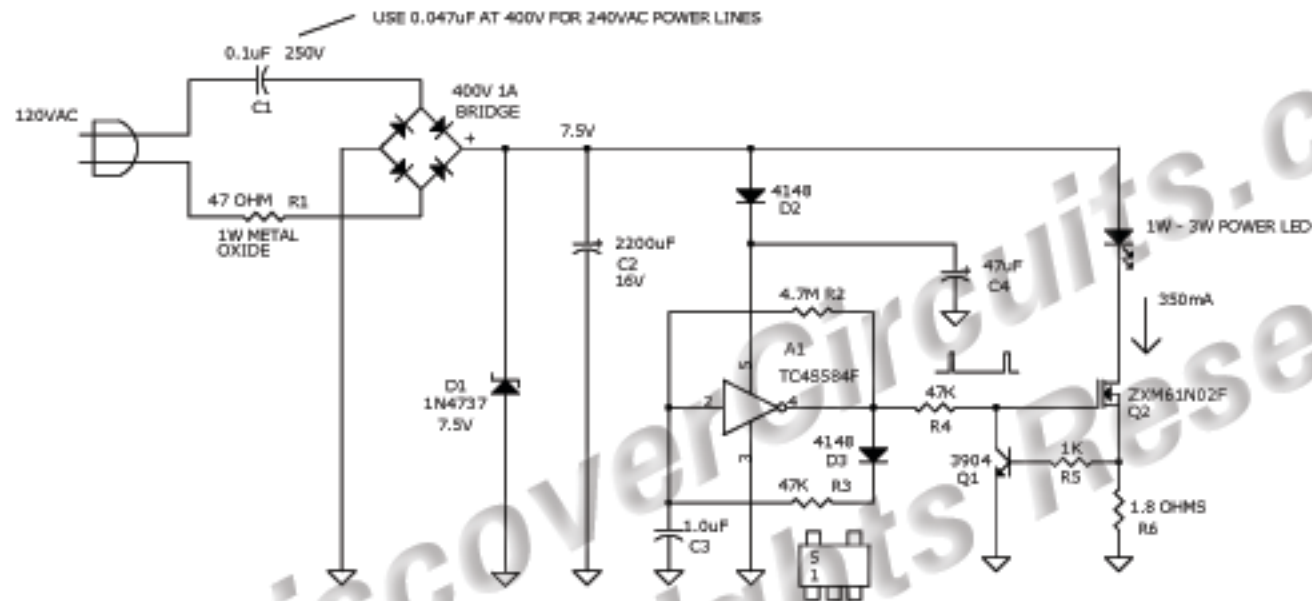 USE 0.047uF AT 400V FOR 240VAC POWER LINES
0.1uF 250V
C1
120VAC
400V 1A
BRIDGE
+
7.5V
47 OHM R1
1W METAL
OXIDE
4148
D2
1W - 3W POWER LED
2200uF
C2
16V
47uF
C4
350mA
4.7M R2
A1
TC4S584F
5
2
4
3
D1
1N4737
7.5V
47K
R4
ZXM61N02F
Q2
4148
D3
3904
Q1
1K
R5
47K R3
1.0uF
C3
1.8 OHMS
R6
5
1
iscoverCircuits.c
ghts Rese